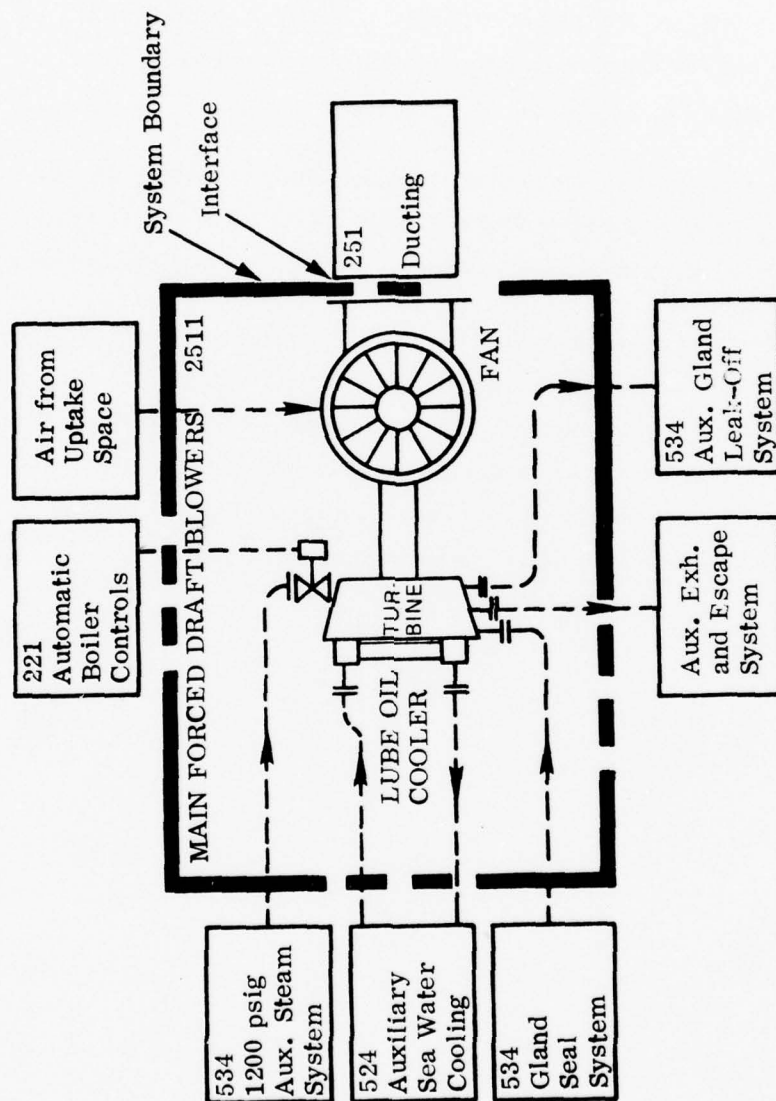 System Boundary
Interface
Air from
Uptake
Space
221
Automatic
Boiler
Controls
MAIN FORCED DRAFT BLOWERS 2511
251
Ducting
FAN
TUR-
BINE
LUBE OIL
COOLER
534
1200 psig
Aux. Steam
System
524
Auxiliary
Sea Water
Cooling
534
Gland
Seal
System
Aux. Exh.
and Escape
System
534
Aux. Gland
Leak-Off
System